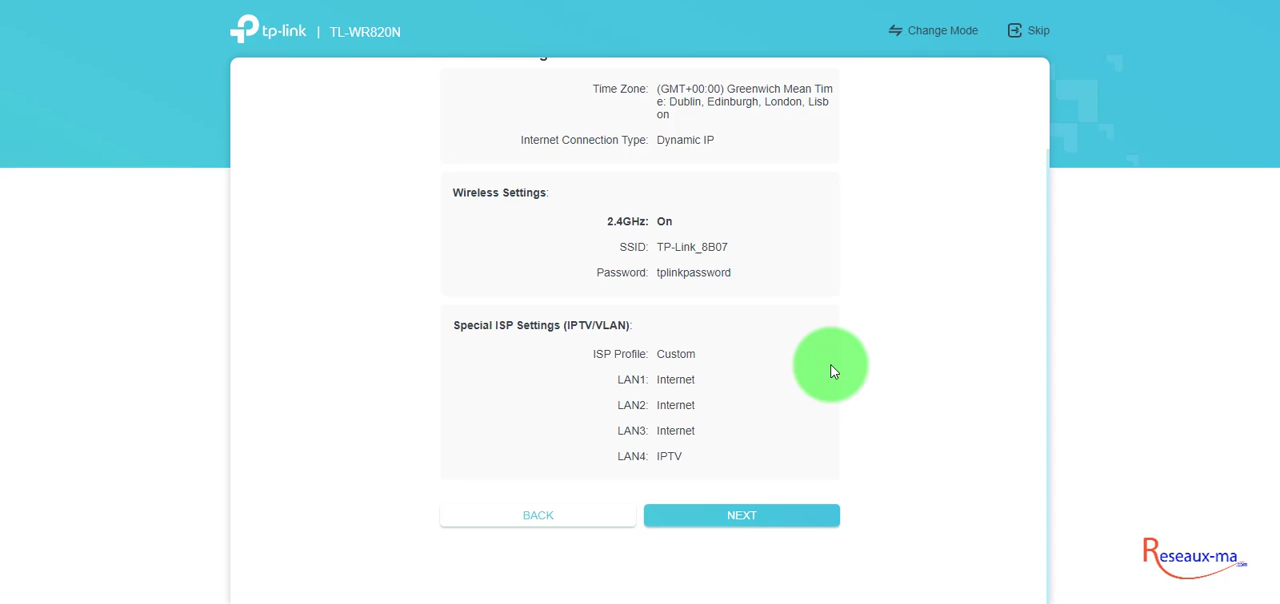 tp-link | TL-WR820N
Change Mode
Skip
Time Zone: (GMT+00:00) Greenwich Mean Tim
e: Dublin, Edinburgh, London, Lisb
on
Internet Connection Type: Dynamic IP
Wireless Settings:
2.4GHz: On
SSID: TP-Link_8B07
Password: tplinkpassword
Special ISP Settings (IPTV/VLAN):
ISP Profile: Custom
LAN1: Internet
LAN2: Internet
LAN3: Internet
LAN4: IPTV
BACK
NEXT
Reseaux-ma.com